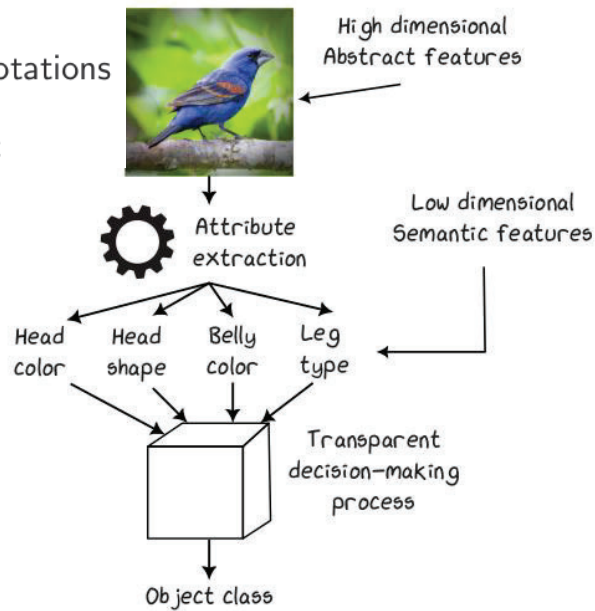 High dimensional
Abstract features
Attribute
extraction
Low dimensional
Semantic features
Head
color
Head
shape
Belly
color
Leg
type
Transparent
decision-making
process
Object class